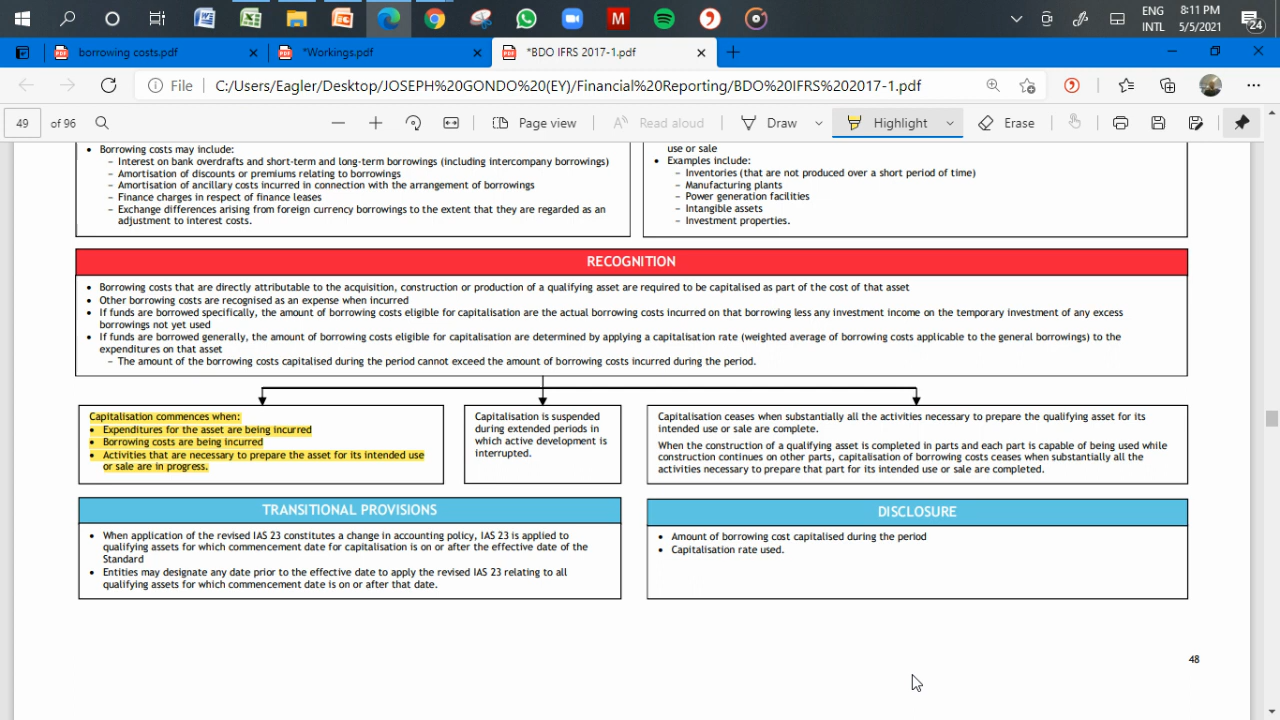 ENG
INTL
8:11 PM
5/5/2021
24
borrowing costs.pdf
*Workings.pdf
*BDO IFRS 2017-1.pdf
File
C:/Users/Eagler/Desktop/JOSEPH%20GONDO%20(EY)/Financial%20Reporting/BDO%20IFRS%202017-1.pdf
49 of 96
Page view
Read aloud
Draw
Highlight
Erase
• Borrowing costs may include:
– Interest on bank overdrafts and short-term and long-term borrowings (including intercompany borrowings)
– Amortisation of discounts or premiums relating to borrowings
– Amortisation of ancillary costs incurred in connection with the arrangement of borrowings
– Finance charges in respect of finance leases
– Exchange differences arising from foreign currency borrowings to the extent that they are regarded as an
adjustment to interest costs.
use or sale
• Examples include:
– Inventories (that are not produced over a short period of time)
– Manufacturing plants
– Power generation facilities
– Intangible assets
– Investment properties.
RECOGNITION
• Borrowing costs that are directly attributable to the acquisition, construction or production of a qualifying asset are required to be capitalised as part of the cost of that asset
• Other borrowing costs are recognised as an expense when incurred
• If funds are borrowed specifically, the amount of borrowing costs eligible for capitalisation are the actual borrowing costs incurred on that borrowing less any investment income on the temporary investment of any excess
borrowings not yet used
• If funds are borrowed generally, the amount of borrowing costs eligible for capitalisation are determined by applying a capitalisation rate (weighted average of borrowing costs applicable to the general borrowings) to the
expenditures on that asset
– The amount of the borrowing costs capitalised during the period cannot exceed the amount of borrowing costs incurred during the period.
Capitalisation commences when:
• Expenditures for the asset are being incurred
• Borrowing costs are being incurred
• Activities that are necessary to prepare the asset for its intended use
or sale are in progress.
Capitalisation is suspended
during extended periods in
which active development is
interrupted.
Capitalisation ceases when substantially all the activities necessary to prepare the qualifying asset for its
intended use or sale are complete.
When the construction of a qualifying asset is completed in parts and each part is capable of being used while
construction continues on other parts, capitalisation of borrowing costs ceases when substantially all the
activities necessary to prepare that part for its intended use or sale are completed.
TRANSITIONAL PROVISIONS
• When application of the revised IAS 23 constitutes a change in accounting policy, IAS 23 is applied to
qualifying assets for which commencement date for capitalisation is on or after the effective date of the
Standard
• Entities may designate any date prior to the effective date to apply the revised IAS 23 relating to all
qualifying assets for which commencement date is on or after that date.
DISCLOSURE
• Amount of borrowing cost capitalised during the period
• Capitalisation rate used.
48